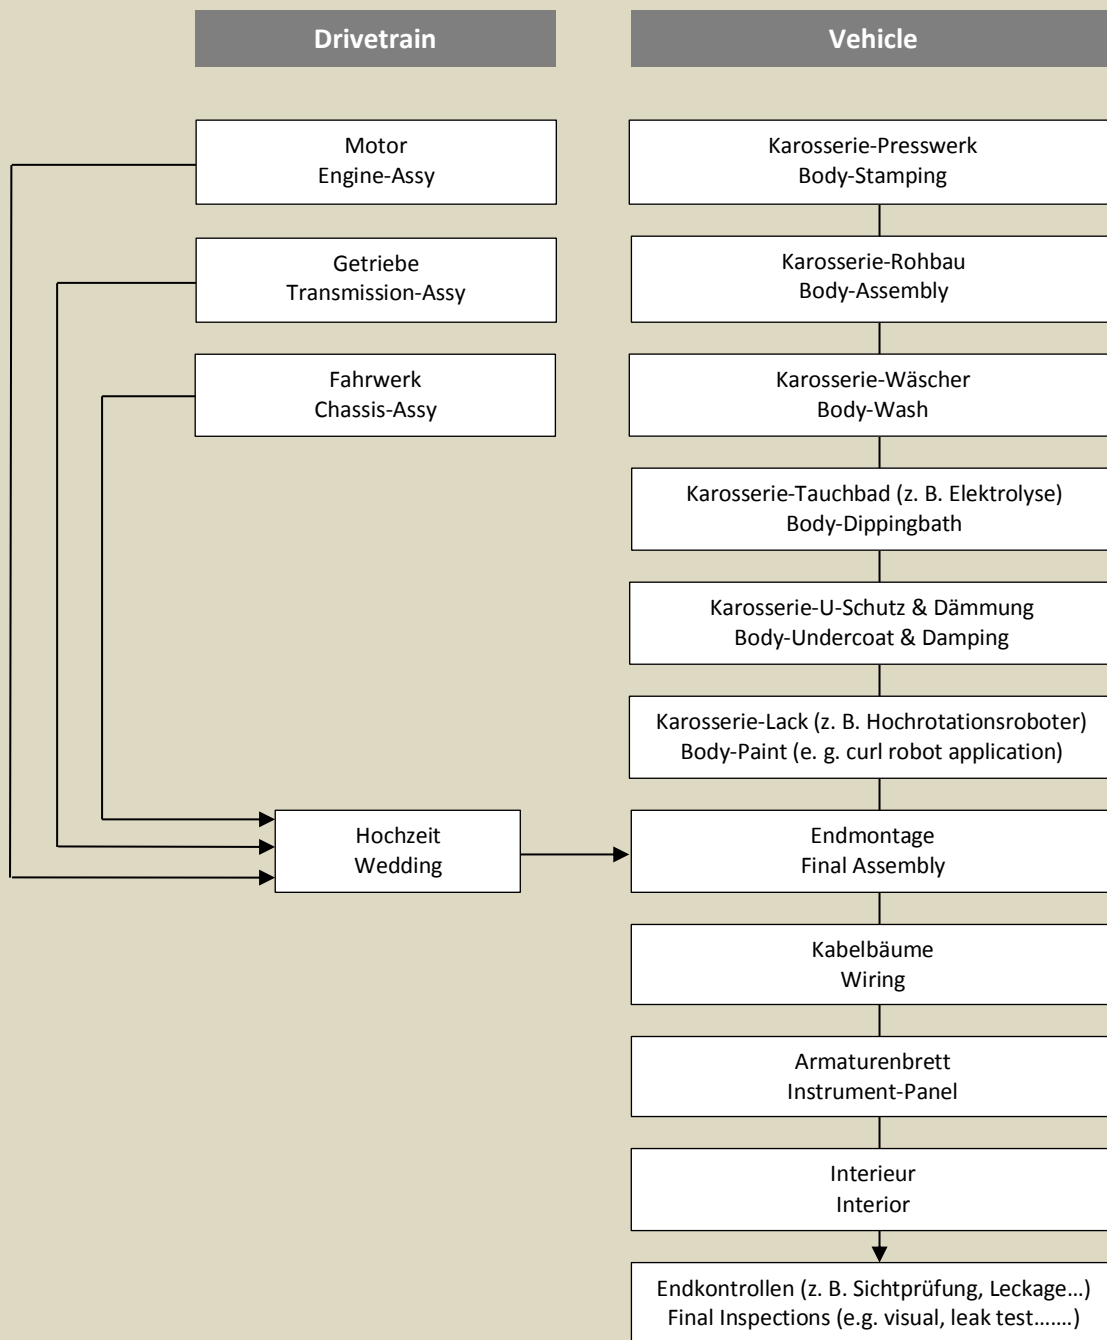 Drivetrain
Vehicle
Motor
Engine-Assy
Karosserie-Presswerk
Body-Stamping
Getriebe
Transmission-Assy
Karosserie-Rohbau
Body-Assembly
Fahrwerk
Chassis-Assy
Karosserie-Wäscher
Body-Wash
Karosserie-Tauchbad (z. B. Elektrolyse)
Body-Dippingbath
Karosserie-U-Schutz & Dämmung
Body-Undercoat & Damping
Karosserie-Lack (z. B. Hochrotationsroboter)
Body-Paint (e. g. curl robot application)
Hochzeit
Wedding
Endmontage
Final Assembly
Kabelbäume
Wiring
Armaturenbrett
Instrument-Panel
Interieur
Interior
Endkontrollen (z. B. Sichtprüfung, Leckage…)
Final Inspections (e.g. visual, leak test…….)